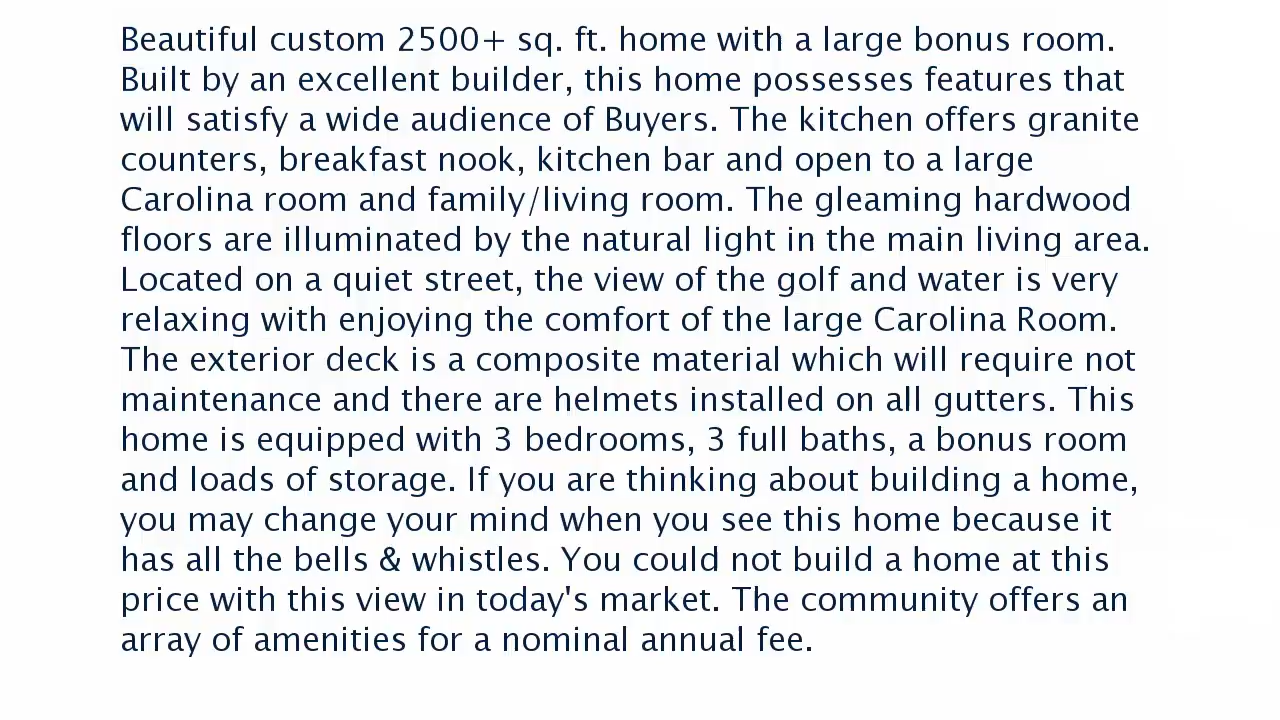 Beautiful custom 2500+ sq. ft. home with a large bonus room.
Built by an excellent builder, this home possesses features that
will satisfy a wide audience of Buyers. The kitchen offers granite
counters, breakfast nook, kitchen bar and open to a large
Carolina room and family/living room. The gleaming hardwood
floors are illuminated by the natural light in the main living area.
Located on a quiet street, the view of the golf and water is very
relaxing with enjoying the comfort of the large Carolina Room.
The exterior deck is a composite material which will require not
maintenance and there are helmets installed on all gutters. This
home is equipped with 3 bedrooms, 3 full baths, a bonus room
and loads of storage. If you are thinking about building a home,
you may change your mind when you see this home because it
has all the bells & whistles. You could not build a home at this
price with this view in today's market. The community offers an
array of amenities for a nominal annual fee.